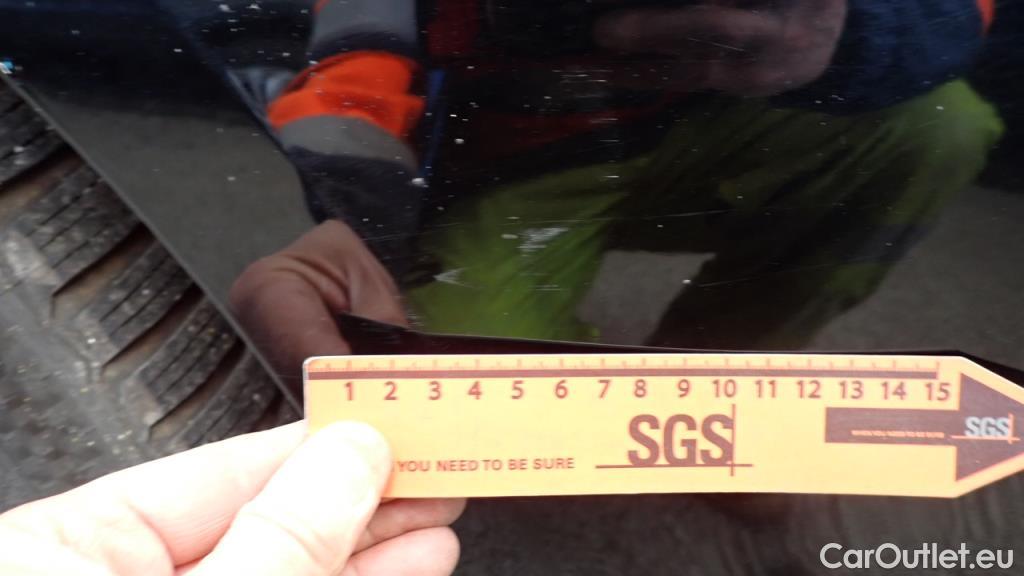 1 2 3 4 5 6 7 8 9 10 11 12 13 14 15
SGS
SGS
YOU NEED TO BE SURE
CarOutlet.eu